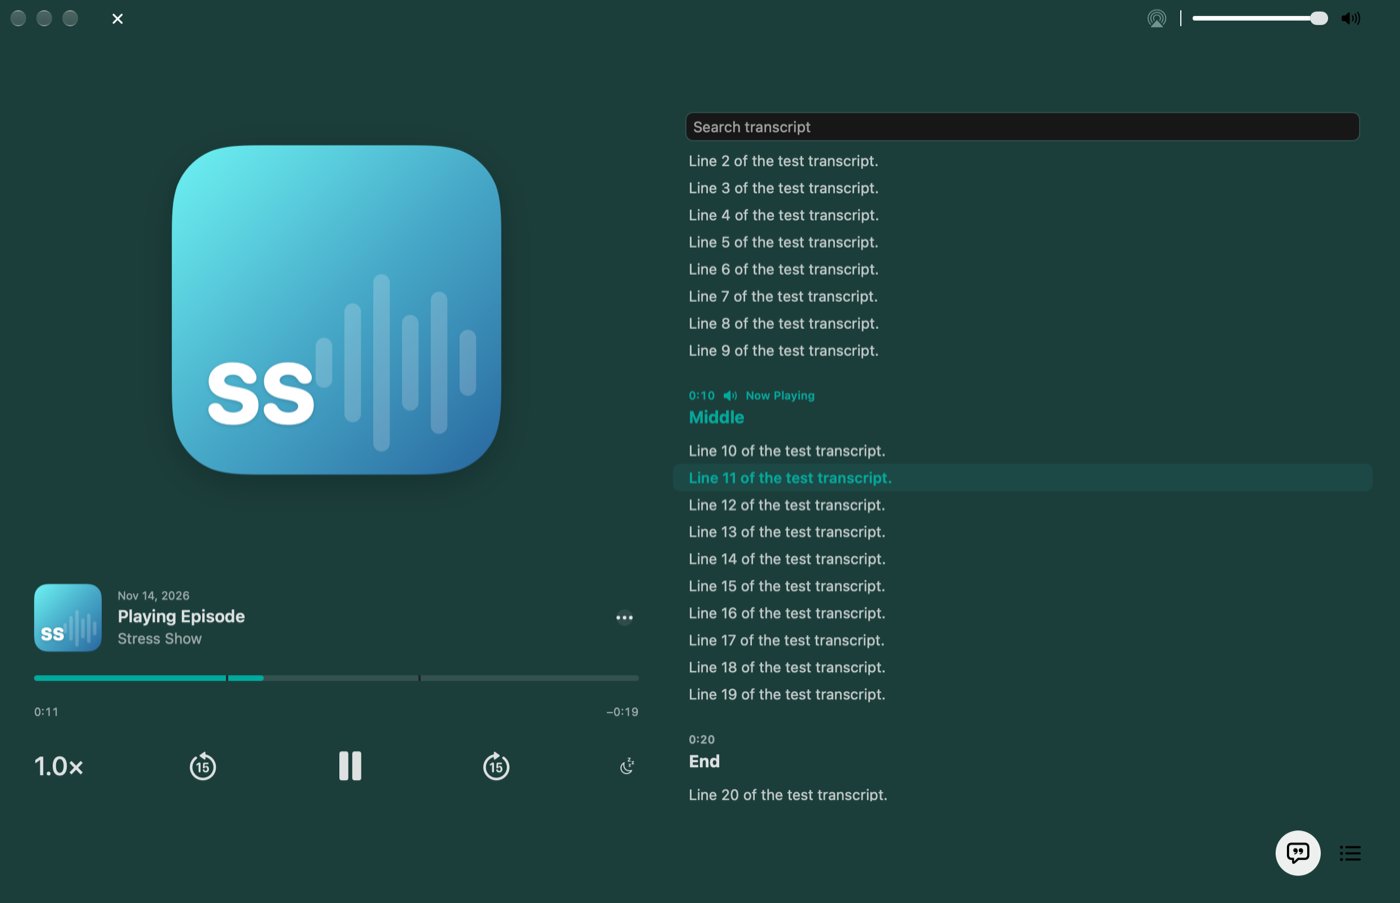 Search transcript
Line 2 of the test transcript.
Line 3 of the test transcript.
Line 4 of the test transcript.
Line 5 of the test transcript.
Line 6 of the test transcript.
Line 7 of the test transcript.
Line 8 of the test transcript.
Line 9 of the test transcript.
0:10 Now Playing
Middle
Line 10 of the test transcript.
Line 11 of the test transcript.
Line 12 of the test transcript.
Line 13 of the test transcript.
Line 14 of the test transcript.
Line 15 of the test transcript.
Line 16 of the test transcript.
Line 17 of the test transcript.
Line 18 of the test transcript.
Line 19 of the test transcript.
0:20
End
Line 20 of the test transcript.
SS
SS
Nov 14, 2026
Playing Episode
Stress Show
0:11
−0:19
1.0×
15
15